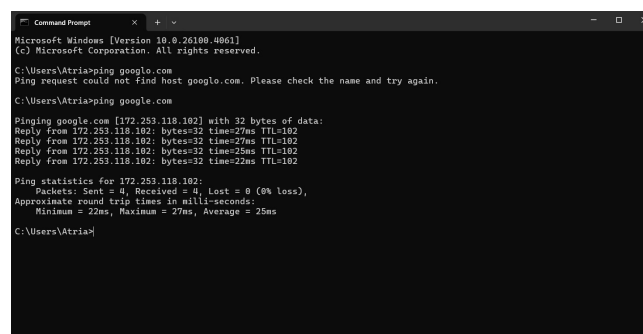 Command Prompt
Microsoft Windows [Version 10.0.26100.4061]
(c) Microsoft Corporation. All rights reserved.
C:\Users\Atria>ping googlo.com
Ping request could not find host googlo.com. Please check the name and try again.
C:\Users\Atria>ping google.com
Pinging google.com [172.253.118.102] with 32 bytes of data:
Reply from 172.253.118.102: bytes=32 time=27ms TTL=102
Reply from 172.253.118.102: bytes=32 time=27ms TTL=102
Reply from 172.253.118.102: bytes=32 time=25ms TTL=102
Reply from 172.253.118.102: bytes=32 time=22ms TTL=102
Ping statistics for 172.253.118.102:
Packets: Sent = 4, Received = 4, Lost = 0 (0% loss),
Approximate round trip times in milli-seconds:
Minimum = 22ms, Maximum = 27ms, Average = 25ms
C:\Users\Atria>